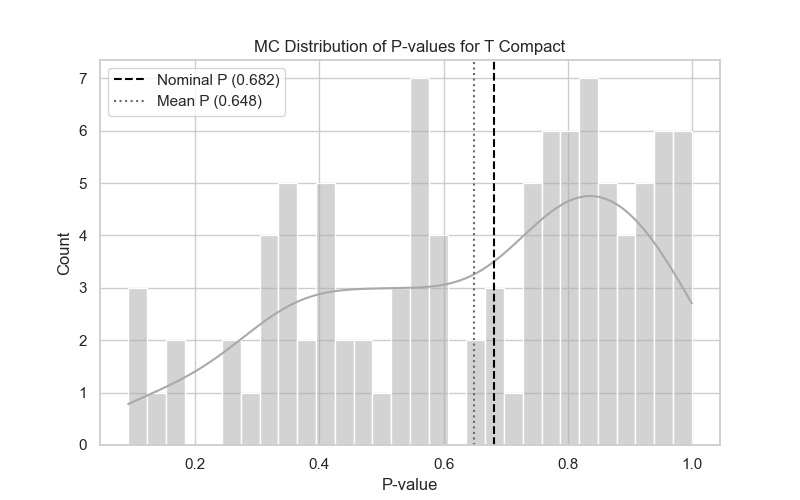 MC Distribution of P-values for T Compact
Nominal P (0.682)
Mean P (0.648)
7
6
5
4
3
2
1
0
Count
0.2 0.4 0.6 0.8 1.0
P-value